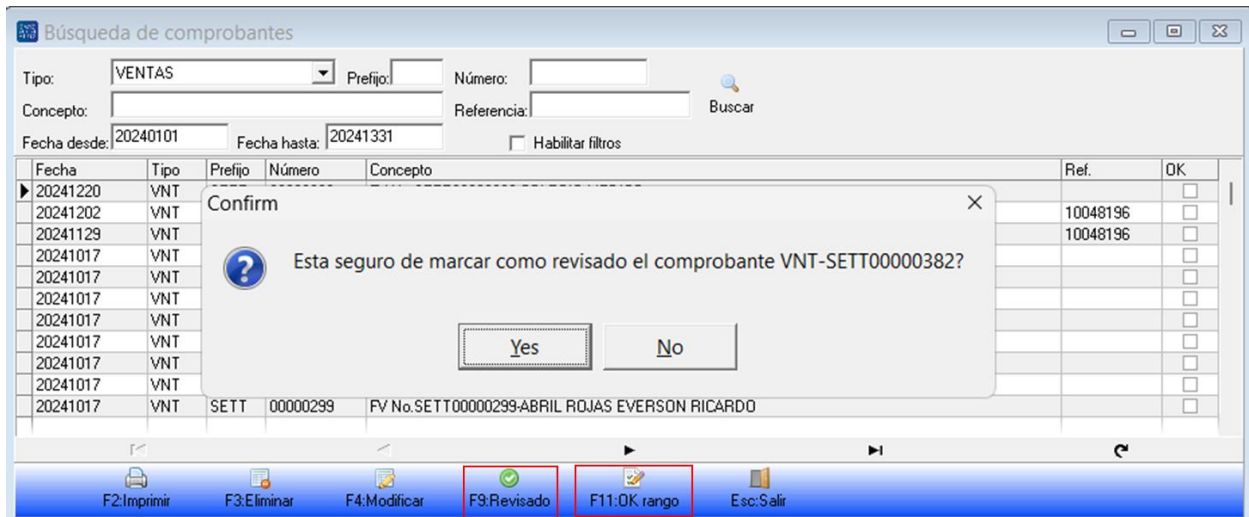 Búsqueda de comprobantes
Tipo: VENTAS Prefijo: Número:
Concepto: Referencia: Buscar
Fecha desde: 20240101 Fecha hasta: 20241331 Habilitar filtros
Fecha Tipo Prefijo Número Concepto Ref. OK
20241220 VNT
Confirm
20241202 VNT 10048196
20241129 VNT 10048196
20241017 VNT
Esta seguro de marcar como revisado el comprobante VNT-SETT00000382?
20241017 VNT
20241017 VNT
20241017 VNT
20241017 VNT
Yes No
20241017 VNT
20241017 VNT
20241017 VNT SETT 00000299 FV No.SETT00000299-ABRIL ROJAS EVERSON RICARDO
F2:Imprimir F3:Eliminar F4:Modificar F9:Revisado F11:OK rango Esc:Salir